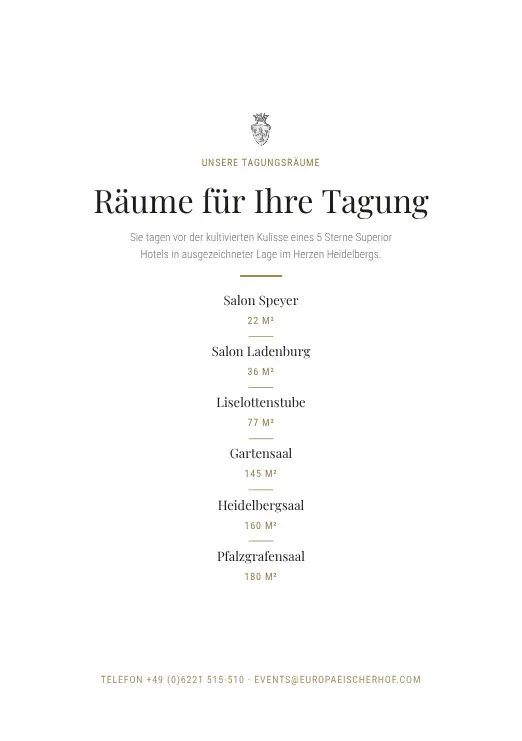 UNSERE TAGUNGSRÄUME
Räume für Ihre Tagung
Sie tagen vor der kultivierten Kulisse eines 5 Sterne Superior
Hotels in ausgezeichneter Lage im Herzen Heidelbergs.
Salon Speyer
22 M²
Salon Ladenburg
36 M²
Liselottenstube
77 M²
Gartensaal
145 M²
Heidelbergsaal
160 M²
Pfalzgrafensaal
180 M²
TELEFON +49 (0)6221 515-510 · EVENTS@EUROPAEISCHERHOF.COM